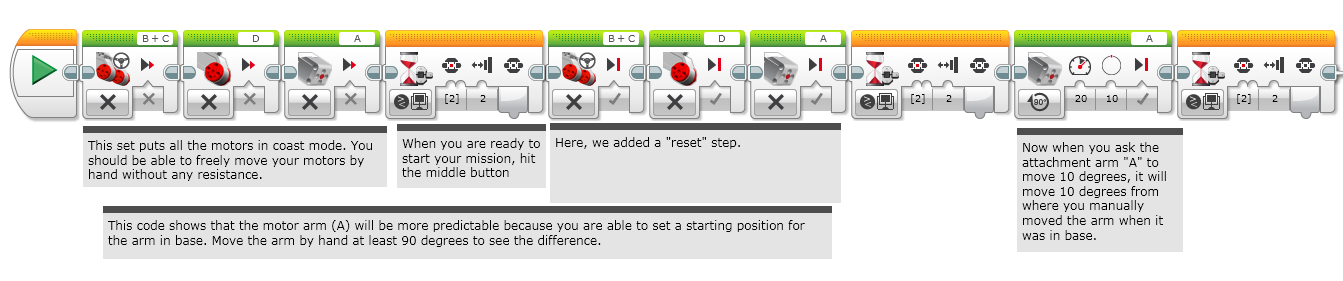 B + C
D
A
B + C
D
A
A
[2]
2
[2]
2
90°
20
10
[2]
2
This set puts all the motors in coast mode. You
should be able to freely move your motors by
hand without any resistance.
When you are ready to
start your mission, hit
the middle button
Here, we added a "reset" step.
Now when you ask the
attachment arm "A" to
move 10 degrees, it will
move 10 degrees from
where you manually
moved the arm when it
was in base.
This code shows that the motor arm (A) will be more predictable because you are able to set a starting position for
the arm in base. Move the arm by hand at least 90 degrees to see the difference.